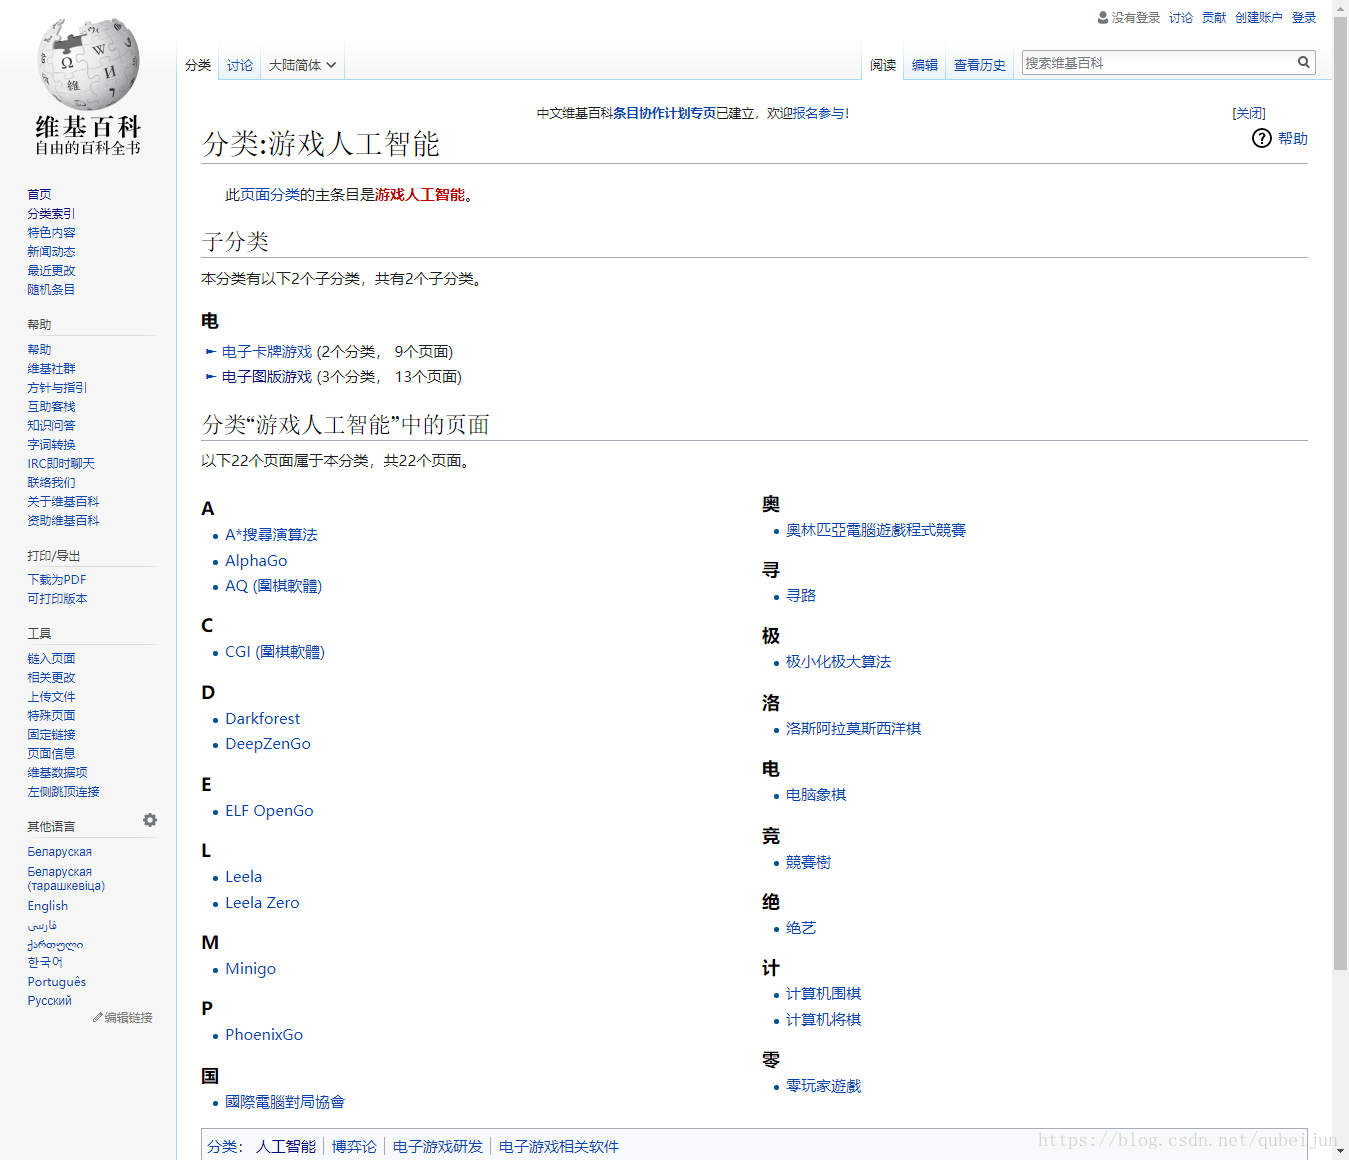 没有登录 讨论 贡献 创建账户 登录
分类 讨论 大陆简体 阅读 编辑 查看历史 搜索维基百科
维基百科
自由的百科全书
中文维基百科条目协作计划专页已建立，欢迎报名参与！ [关闭]
分类:游戏人工智能
帮助
此页面分类的主条目是游戏人工智能。
子分类
本分类有以下2个子分类，共有2个子分类。
电
► 电子卡牌游戏 (2个分类， 9个页面)
► 电子图版游戏 (3个分类， 13个页面)
分类“游戏人工智能”中的页面
以下22个页面属于本分类，共22个页面。
A
A*搜尋演算法
AlphaGo
AQ (圍棋軟體)
C
CGI (圍棋軟體)
D
Darkforest
DeepZenGo
E
ELF OpenGo
L
Leela
Leela Zero
M
Minigo
P
PhoenixGo
国
國際電腦對局協會
奥
奧林匹亞電腦遊戲程式競賽
寻
寻路
极
极小化极大算法
洛
洛斯阿拉莫斯西洋棋
电
电脑象棋
竞
競賽樹
绝
绝艺
计
计算机围棋
计算机将棋
零
零玩家遊戲
分类： 人工智能 | 博弈论 | 电子游戏研发 | 电子游戏相关软件
首页
分类索引
特色内容
新闻动态
最近更改
随机条目
帮助
帮助
维基社群
方针与指引
互助客栈
知识问答
字词转换
IRC即时聊天
联络我们
关于维基百科
资助维基百科
打印/导出
下载为PDF
可打印版本
工具
链入页面
相关更改
上传文件
特殊页面
固定链接
页面信息
维基数据项
左侧跳顶连接
其他语言
Беларуская
Беларуская
(тарашкевіца)
English
فارسی
ქართული
한국어
Português
Русский
编辑链接
https://blog.csdn.net/qubeijun